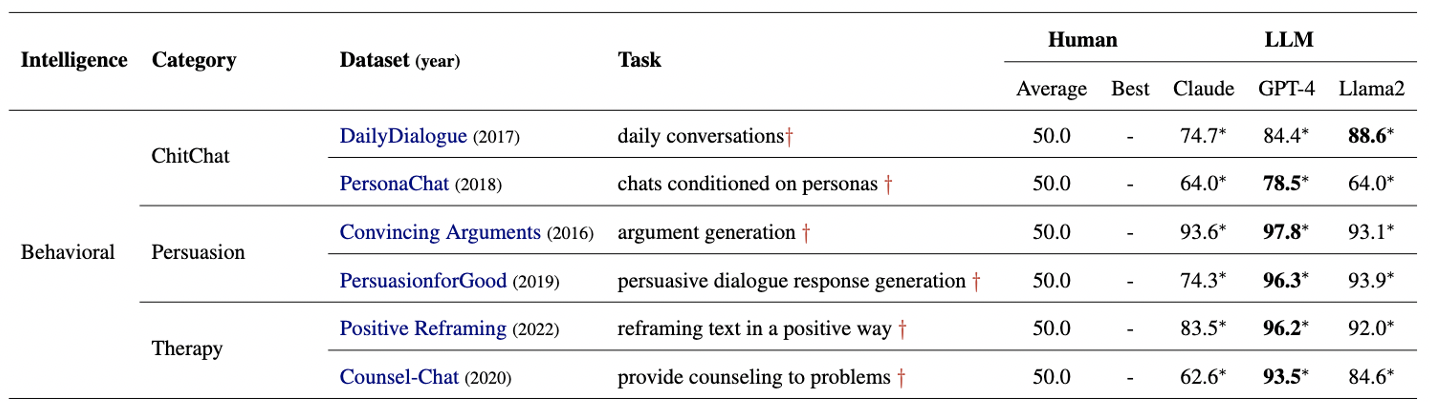 Human LLM
Intelligence Category Dataset (year) Task
Average Best Claude GPT-4 Llama2
DailyDialogue (2017) daily conversations† 50.0 - 74.7* 84.4* 88.6*
ChitChat
PersonaChat (2018) chats conditioned on personas † 50.0 - 64.0* 78.5* 64.0*
Convincing Arguments (2016) argument generation † 50.0 - 93.6* 97.8* 93.1*
Behavioral Persuasion
PersuasionforGood (2019) persuasive dialogue response generation † 50.0 - 74.3* 96.3* 93.9*
Positive Reframing (2022) reframing text in a positive way † 50.0 - 83.5* 96.2* 92.0*
Therapy
Counsel-Chat (2020) provide counseling to problems † 50.0 - 62.6* 93.5* 84.6*